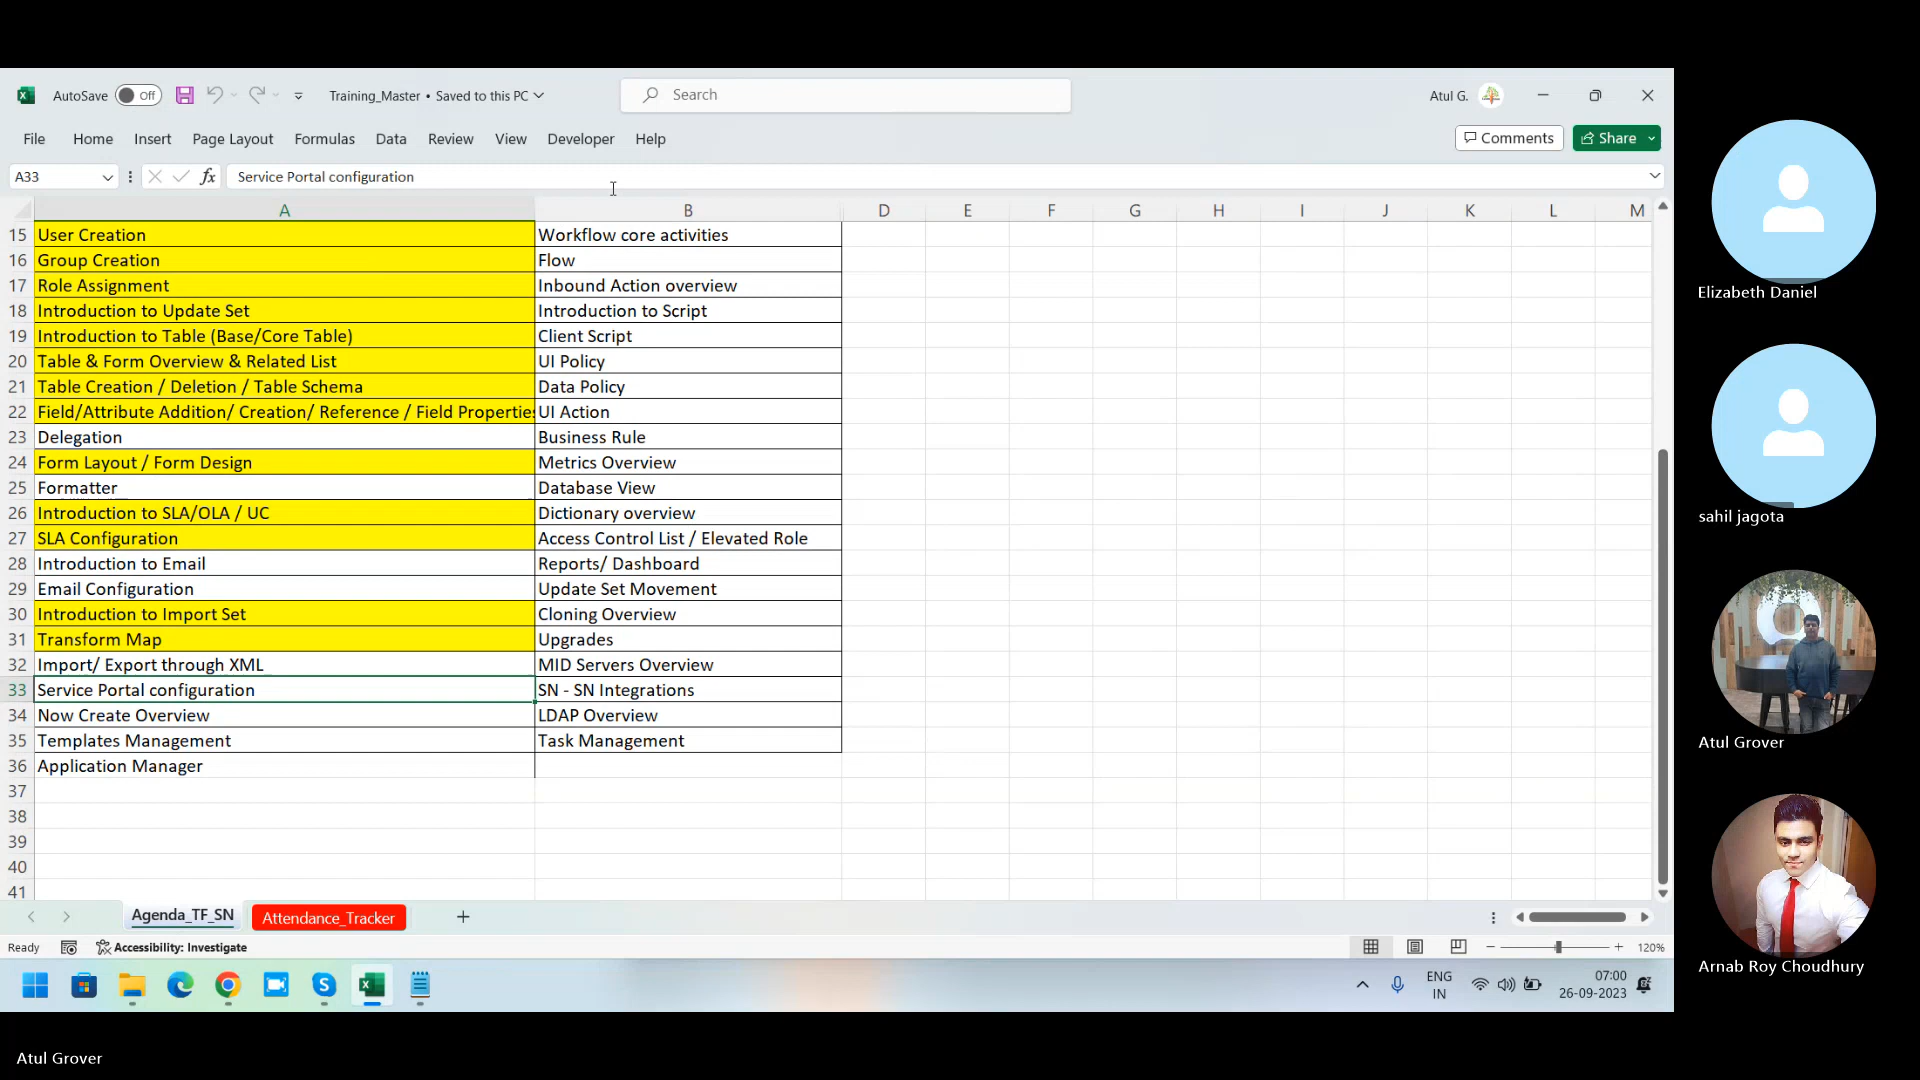 AutoSave Off Training_Master • Saved to this PC Search Atul G.
File Home Insert Page Layout Formulas Data Review View Developer Help Comments Share
A33 fx Service Portal configuration
A B D E F G H I J K L M
15 User Creation Workflow core activities
16 Group Creation Flow
17 Role Assignment Inbound Action overview
18 Introduction to Update Set Introduction to Script
19 Introduction to Table (Base/Core Table) Client Script
20 Table & Form Overview & Related List UI Policy
21 Table Creation / Deletion / Table Schema Data Policy
22 Field/Attribute Addition/ Creation/ Reference / Field Properties UI Action
23 Delegation Business Rule
24 Form Layout / Form Design Metrics Overview
25 Formatter Database View
26 Introduction to SLA/OLA / UC Dictionary overview
27 SLA Configuration Access Control List / Elevated Role
28 Introduction to Email Reports/ Dashboard
29 Email Configuration Update Set Movement
30 Introduction to Import Set Cloning Overview
31 Transform Map Upgrades
32 Import/ Export through XML MID Servers Overview
33 Service Portal configuration SN - SN Integrations
34 Now Create Overview LDAP Overview
35 Templates Management Task Management
36 Application Manager
37
38
39
40
41
Agenda_TF_SN Attendance_Tracker
Ready Accessibility: Investigate 120%
ENG IN 07:00 26-09-2023
Elizabeth Daniel
sahil jagota
Atul Grover
Arnab Roy Choudhury
Atul Grover